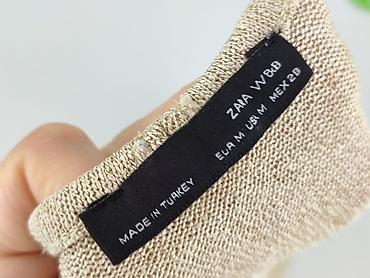 ZARA W&B
EUR M USA M MEX 28
MADE IN TURKEY